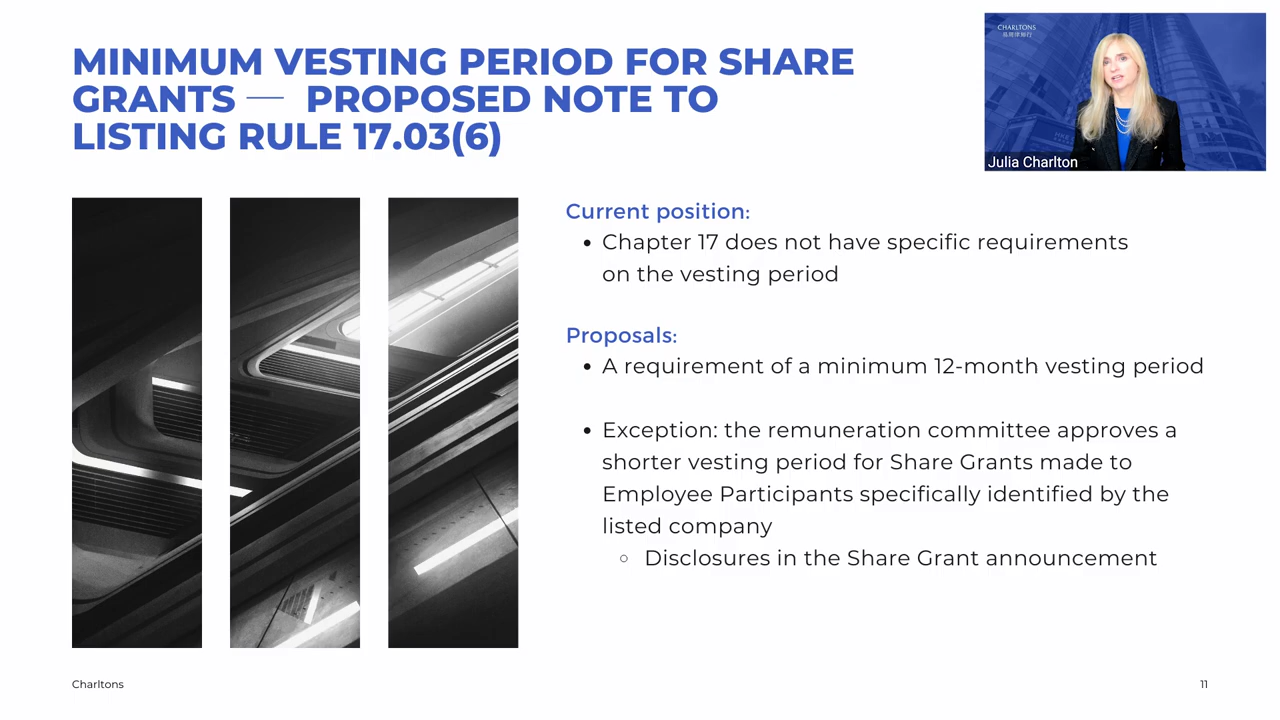 MINIMUM VESTING PERIOD FOR SHARE
GRANTS — PROPOSED NOTE TO
LISTING RULE 17.03(6)
CHARLTONS
Julia Charlton
Current position:
• Chapter 17 does not have specific requirements
on the vesting period
Proposals:
• A requirement of a minimum 12-month vesting period
• Exception: the remuneration committee approves a
shorter vesting period for Share Grants made to
Employee Participants specifically identified by the
listed company
○ Disclosures in the Share Grant announcement
Charltons
11